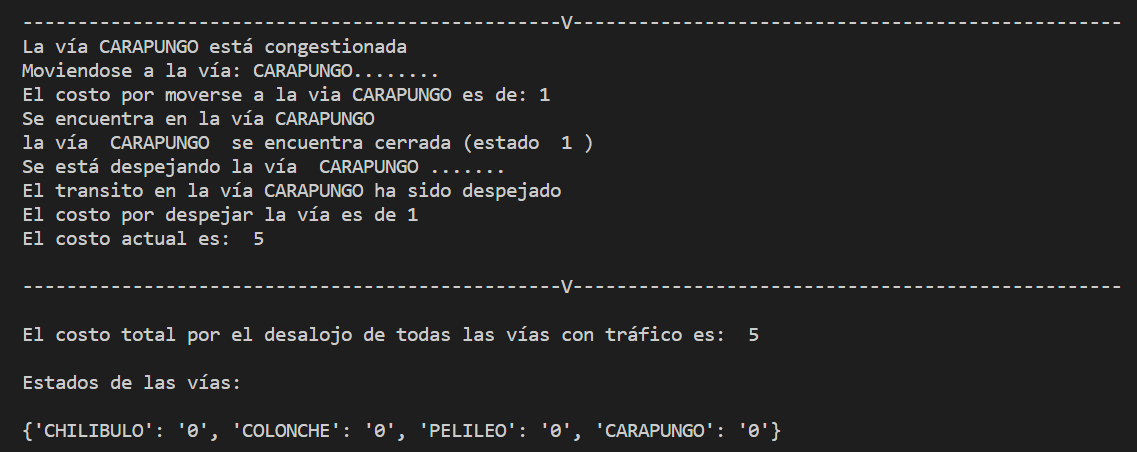 -------------------------------------------------V--------------------------------------------------
La vía CARAPUNGO está congestionada
Moviendose a la vía: CARAPUNGO........
El costo por moverse a la via CARAPUNGO es de: 1
Se encuentra en la vía CARAPUNGO
la vía  CARAPUNGO  se encuentra cerrada (estado  1 )
Se está despejando la vía  CARAPUNGO .......
El transito en la vía CARAPUNGO ha sido despejado
El costo por despejar la vía es de 1
El costo actual es:  5
-------------------------------------------------V--------------------------------------------------
El costo total por el desalojo de todas las vías con tráfico es:  5
Estados de las vías:
{'CHILIBULO': '0', 'COLONCHE': '0', 'PELILEO': '0', 'CARAPUNGO': '0'}